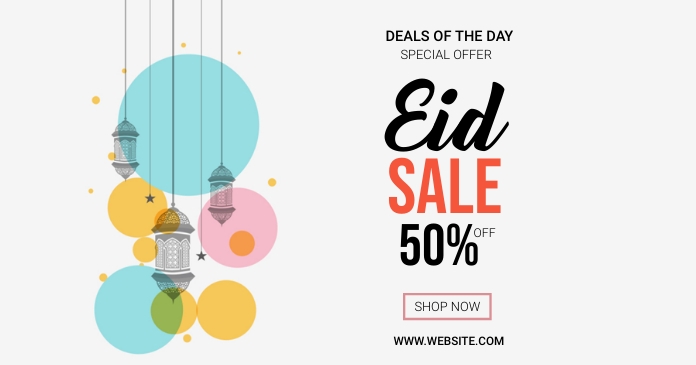 DEALS OF THE DAY
SPECIAL OFFER
Eid
SALE
50% OFF
SHOP NOW
WWW.WEBSITE.COM